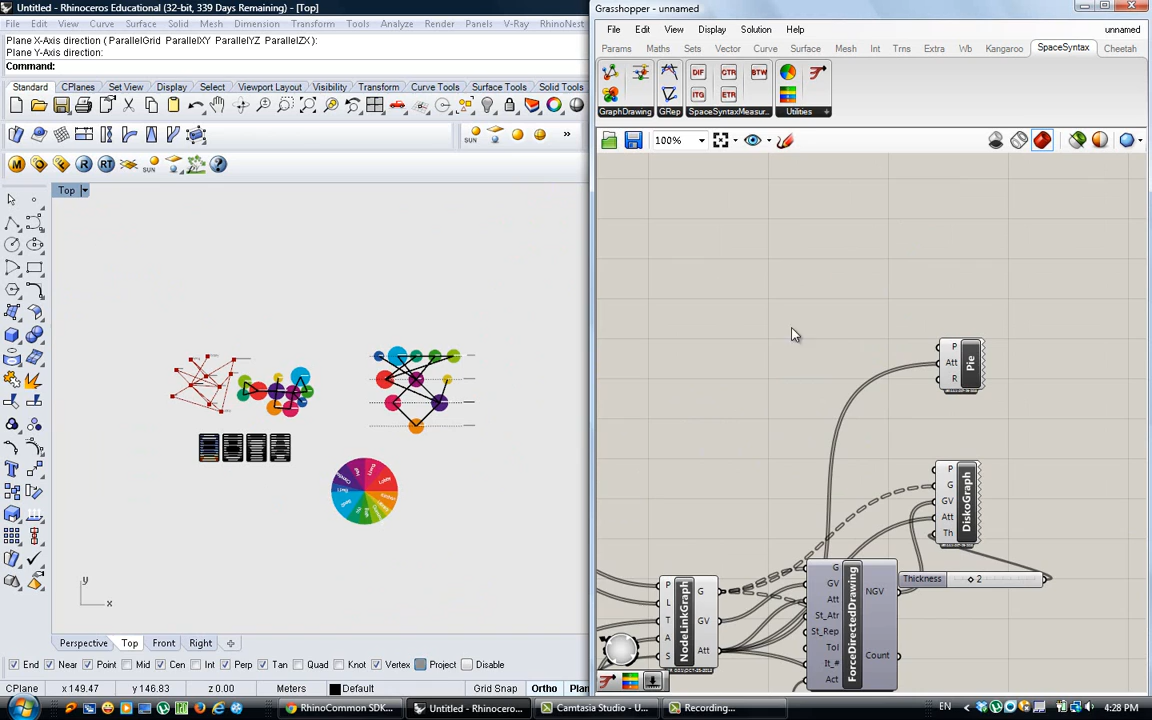 Untitled - Rhinoceros Educational (32-bit, 339 Days Remaining) - [Top]
File Edit View Curve Surface Solid Mesh Dimension Transform Tools Analyze Render Panels V-Ray RhinoNest
Plane X-Axis direction ( ParallelGrid ParallelXY ParallelYZ ParallelZX ):
Plane Y-Axis direction:
Command:
Standard CPlanes Set View Display Select Viewport Layout Visibility Transform Curve Tools Surface Tools Solid Tools
SUN SUN »
M R RT SUN
Top
y
x
Perspective Top Front Right
End Near Point Mid Cen Int Perp Tan Quad Knot Vertex Project Disable
CPlane x 149.47 y 146.83 z 0.00 Meters Default Grid Snap Ortho Plan
Grasshopper - unnamed
File Edit View Display Solution Help unnamed
Params Maths Sets Vector Curve Surface Mesh Int Trns Extra Wb Kangaroo SpaceSyntax Cheetah
DIF CTR BTW
ITG ETR
GraphDrawing GRep SpaceSyntaxMeasur... Utilities
100%
P
Att
R
Pie
P
G
GV
Att
Th
DiskoGraph
Thickness 2
P
L
T
A
S
NodeLinkGraph
G
GV
Att
G
GV
Att
St_Atr
St_Rep
Tol
It_#
Act
ForceDirectedDrawing
NGV
Count
RhinoCommon SDK... Untitled - Rhinocero... Camtasia Studio - U... Recording... EN 4:28 PM